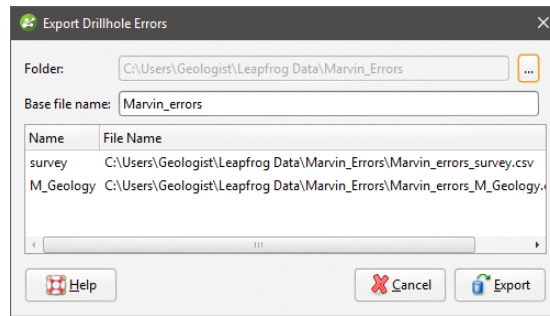 Export Drillhole Errors
Folder: C:\Users\Geologist\Leapfrog Data\Marvin_Errors ...
Base file name: Marvin_errors
Name File Name
survey C:\Users\Geologist\Leapfrog Data\Marvin_Errors\Marvin_errors_survey.csv
M_Geology C:\Users\Geologist\Leapfrog Data\Marvin_Errors\Marvin_errors_M_Geology.
Help Cancel Export